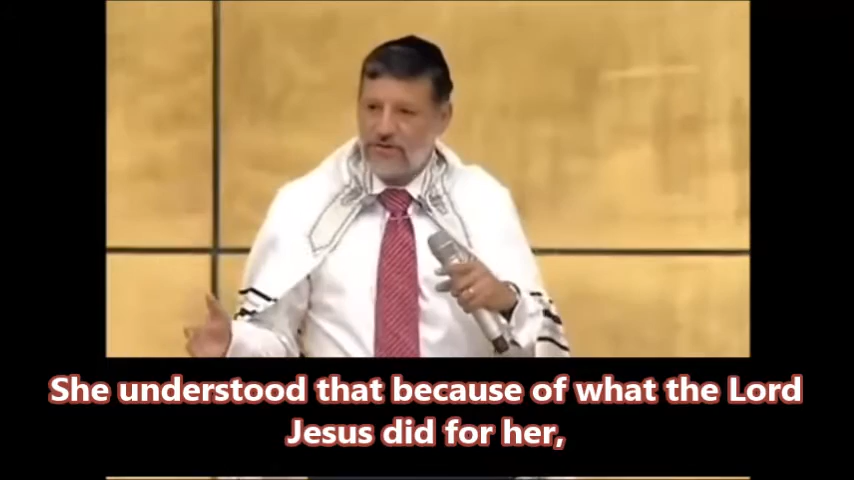 She understood that because of what the Lord
Jesus did for her,